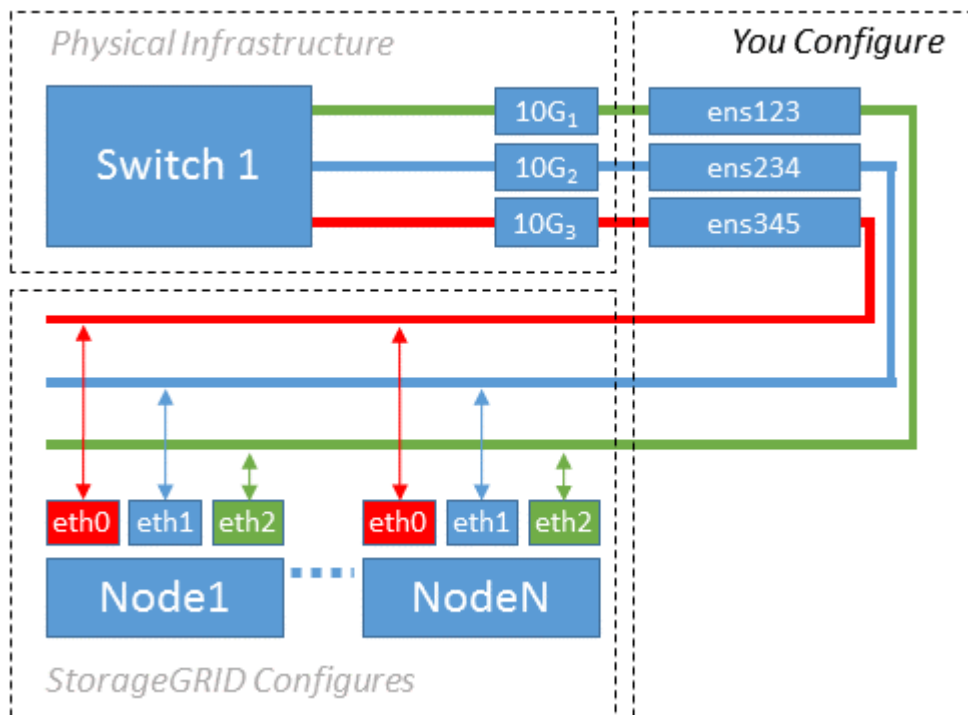 Physical Infrastructure
You Configure
Switch 1
10G₁
ens123
10G₂
ens234
10G₃
ens345
eth0
eth1
eth2
eth0
eth1
eth2
Node1
NodeN
StorageGRID Configures